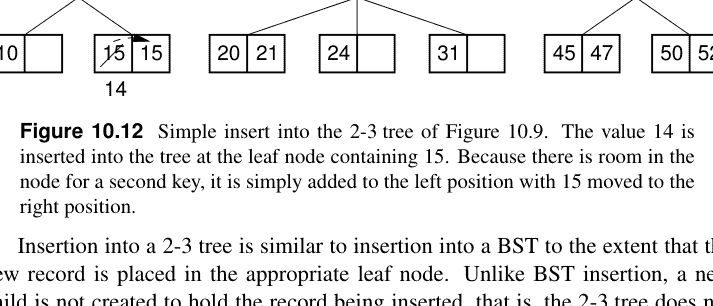 10 15 15 20 21 24 31 45 47 50 52
14
Figure 10.12 Simple insert into the 2-3 tree of Figure 10.9. The value 14 is
inserted into the tree at the leaf node containing 15. Because there is room in the
node for a second key, it is simply added to the left position with 15 moved to the
right position.
Insertion into a 2-3 tree is similar to insertion into a BST to the extent that
record is placed in the appropriate leaf node. Unlike BST insertion, a
is not created to hold the record being inserted, that is, the 2-3 tree does